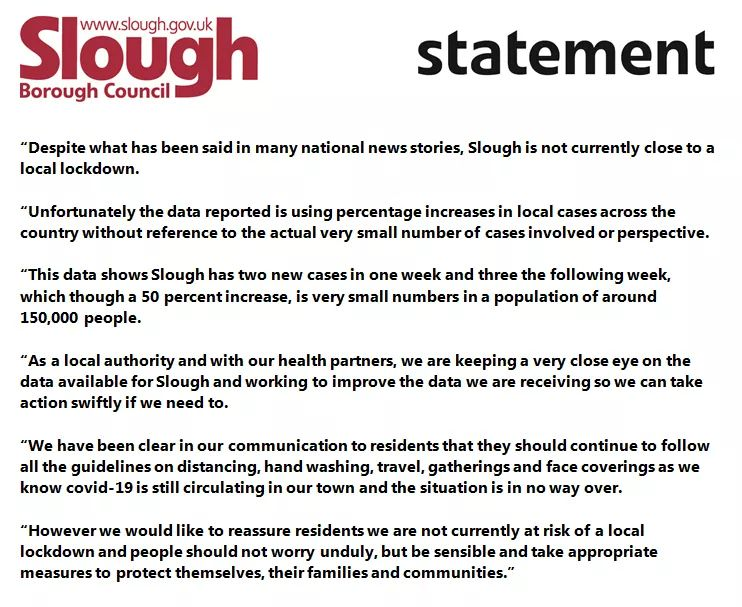 www.slough.gov.uk
Slough
Borough Council
statement
“Despite what has been said in many national news stories, Slough is not currently close to a
local lockdown.
“Unfortunately the data reported is using percentage increases in local cases across the
country without reference to the actual very small number of cases involved or perspective.
“This data shows Slough has two new cases in one week and three the following week,
which though a 50 percent increase, is very small numbers in a population of around
150,000 people.
“As a local authority and with our health partners, we are keeping a very close eye on the
data available for Slough and working to improve the data we are receiving so we can take
action swiftly if we need to.
“We have been clear in our communication to residents that they should continue to follow
all the guidelines on distancing, hand washing, travel, gatherings and face coverings as we
know covid-19 is still circulating in our town and the situation is in no way over.
“However we would like to reassure residents we are not currently at risk of a local
lockdown and people should not worry unduly, but be sensible and take appropriate
measures to protect themselves, their families and communities.”